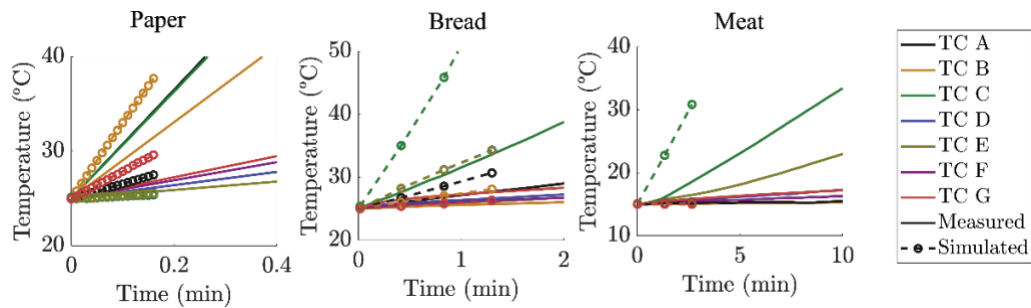 Paper
Bread
Meat
Temperature (°C)
40
30
20
0
0.2
0.4
Time (min)
Temperature (°C)
50
40
30
20
0
1
2
Time (min)
Temperature (°C)
40
30
20
10
0
5
10
Time (min)
TC A
TC B
TC C
TC D
TC E
TC F
TC G
Measured
Simulated